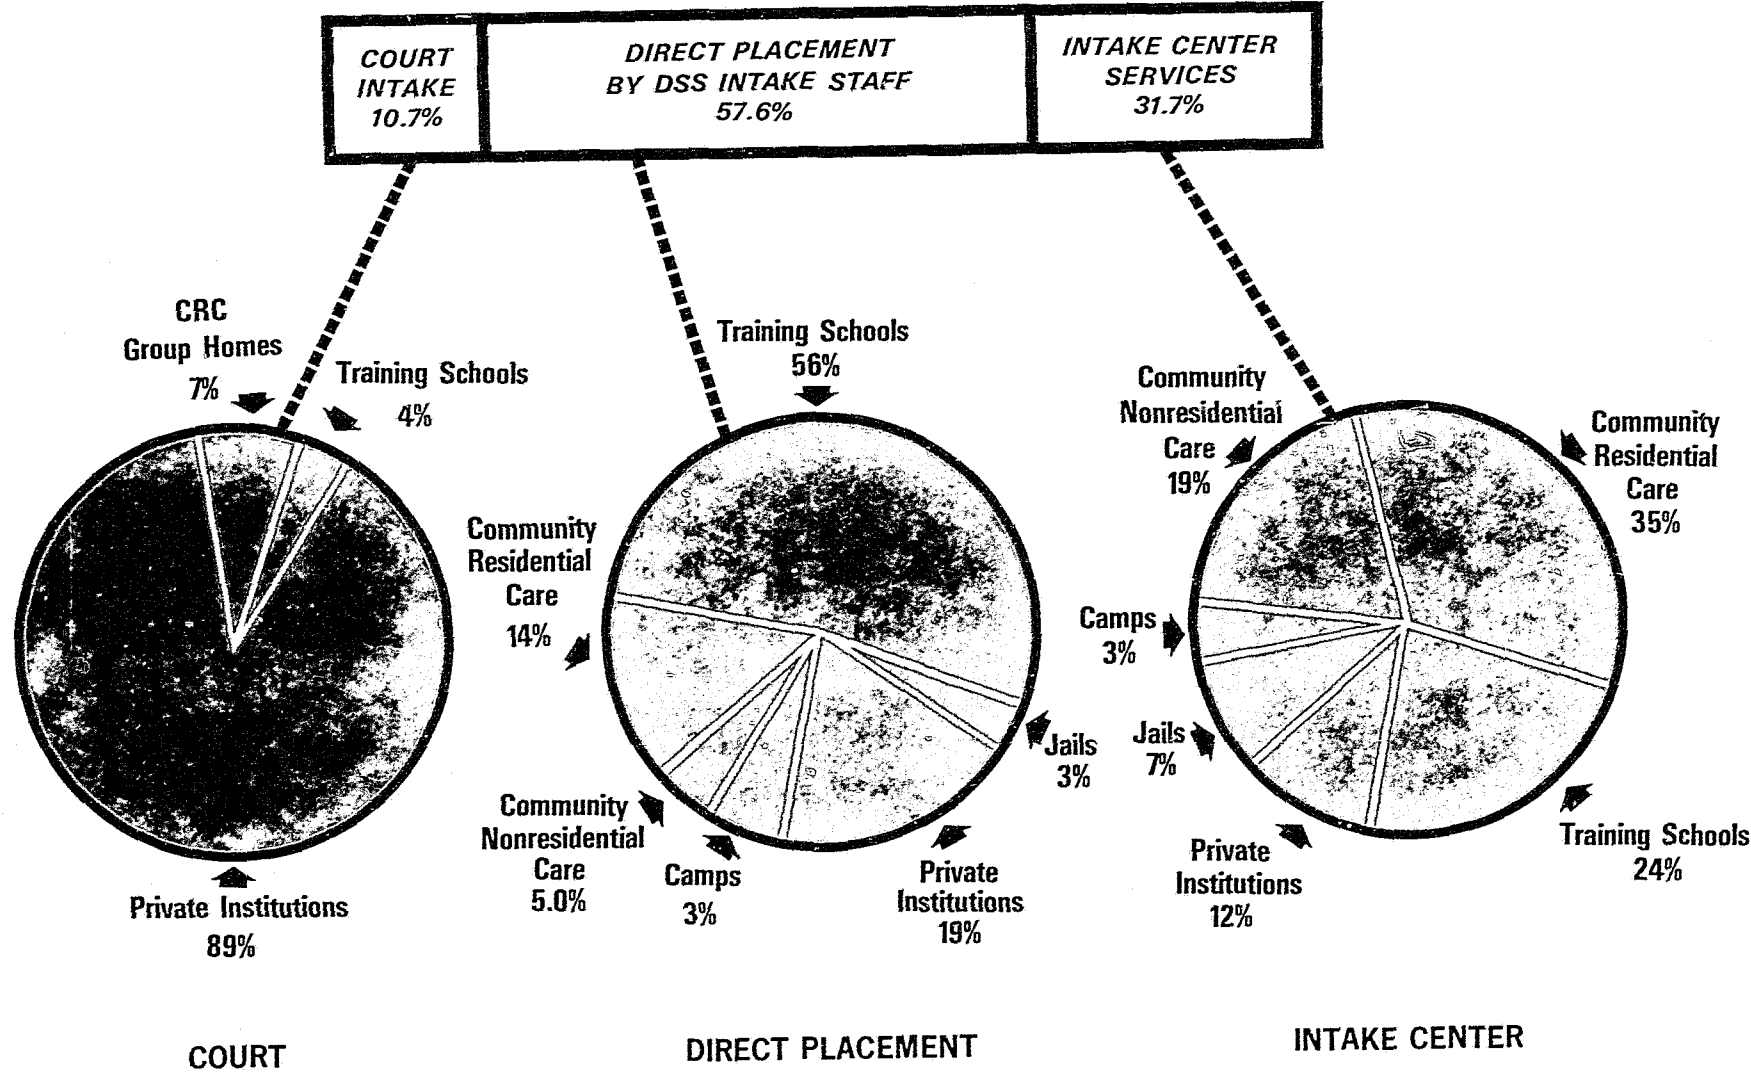 COURT
INTAKE
10.7%
DIRECT PLACEMENT
BY DSS INTAKE STAFF
57.6%
INTAKE CENTER
SERVICES
31.7%
CRC
Group Homes
7%
Training Schools
4%
Private Institutions
89%
COURT
Training Schools
56%
Community
Residential
Care
14%
Community
Nonresidential
Care
5.0%
Camps
3%
Private
Institutions
19%
Jails
3%
DIRECT PLACEMENT
Community
Nonresidential
Care
19%
Community
Residential
Care
35%
Camps
3%
Jails
7%
Private
Institutions
12%
Training Schools
24%
INTAKE CENTER